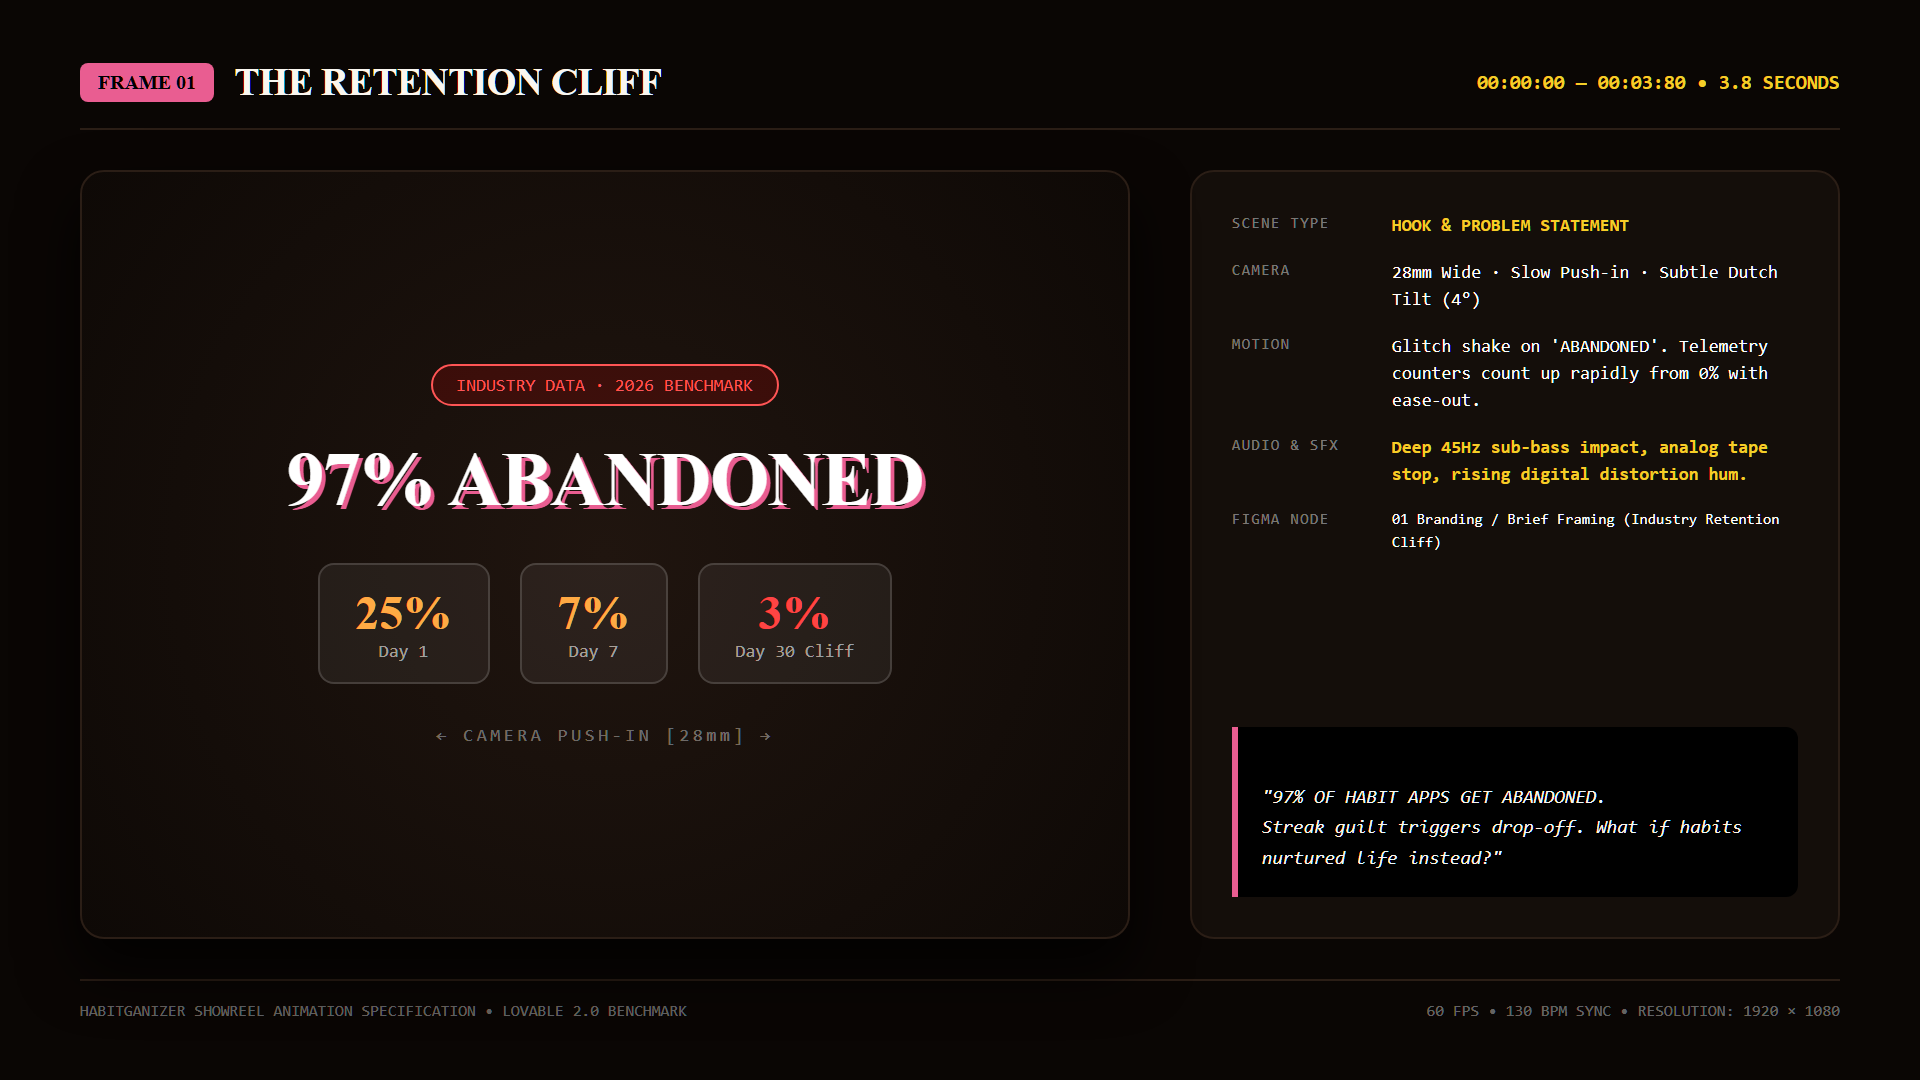 FRAME 01
THE RETENTION CLIFF
00:00:00 — 00:03:80 • 3.8 SECONDS
INDUSTRY DATA · 2026 BENCHMARK
97% ABANDONED
25%
Day 1
7%
Day 7
3%
Day 30 Cliff
← CAMERA PUSH-IN [28mm] →
SCENE TYPE
HOOK & PROBLEM STATEMENT
CAMERA
28mm Wide · Slow Push-in · Subtle Dutch
Tilt (4°)
MOTION
Glitch shake on 'ABANDONED'. Telemetry
counters count up rapidly from 0% with
ease-out.
AUDIO & SFX
Deep 45Hz sub-bass impact, analog tape
stop, rising digital distortion hum.
FIGMA NODE
01 Branding / Brief Framing (Industry Retention
Cliff)
"97% OF HABIT APPS GET ABANDONED.
Streak guilt triggers drop-off. What if habits
nurtured life instead?"
HABITGANIZER SHOWREEL ANIMATION SPECIFICATION • LOVABLE 2.0 BENCHMARK
60 FPS • 130 BPM SYNC • RESOLUTION: 1920 × 1080